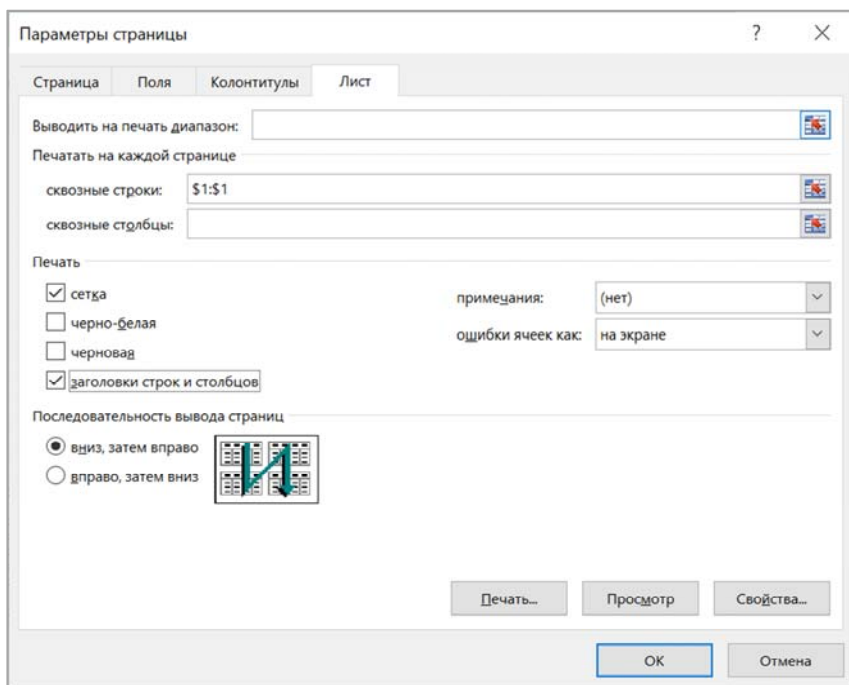 Параметры страницы ?
Страница Поля Колонтитулы Лист
Выводить на печать диапазон:
Печатать на каждой странице
сквозные строки: $1:$1
сквозные столбцы:
Печать
сетка примечания: (нет)
черно-белая ошибки ячеек как: на экране
черновая
заголовки строк и столбцов
Последовательность вывода страниц
вниз, затем вправо
вправо, затем вниз
Печать... Просмотр Свойства...
ОК Отмена